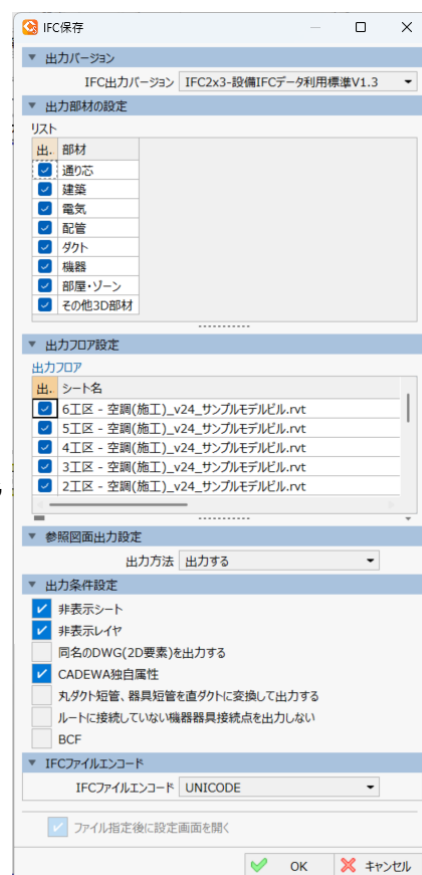 IFC保存
出力バージョン
IFC出力バージョン IFC2x3-設備IFCデータ利用標準V1.3
出力部材の設定
リスト
出. 部材
通り芯
建築
電気
配管
ダクト
機器
部屋・ゾーン
その他3D部材
出力フロア設定
出力フロア
出. シート名
6工区 - 空調(施工)_v24_サンプルモデルビル.rvt
5工区 - 空調(施工)_v24_サンプルモデルビル.rvt
4工区 - 空調(施工)_v24_サンプルモデルビル.rvt
3工区 - 空調(施工)_v24_サンプルモデルビル.rvt
2工区 - 空調(施工)_v24_サンプルモデルビル.rvt
参照図面出力設定
出力方法 出力する
出力条件設定
非表示シート
非表示レイヤ
同名のDWG(2D要素)を出力する
CADEWA独自属性
丸ダクト短管、器具短管を直ダクトに変換して出力する
ルートに接続していない機器器具接続点を出力しない
BCF
IFCファイルエンコード
IFCファイルエンコード UNICODE
ファイル指定後に設定画面を開く
OK キャンセル